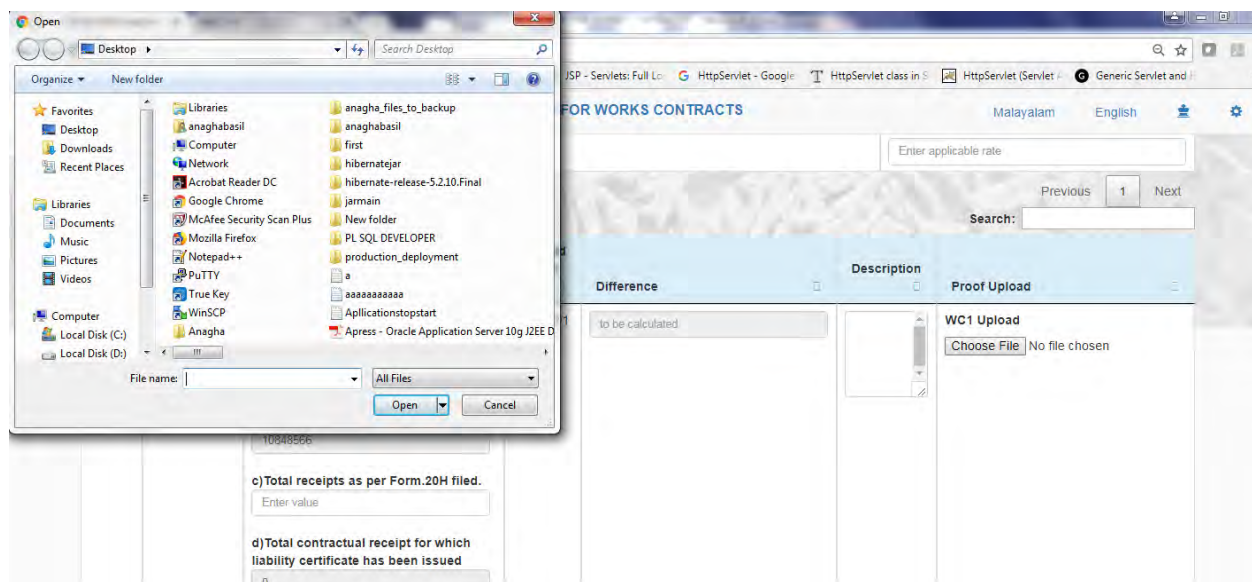 Open
Desktop
Search Desktop
Organize
New folder
Favorites
Desktop
Downloads
Recent Places
Libraries
Documents
Music
Pictures
Videos
Computer
Local Disk (C:)
Local Disk (D:)
Libraries
anaghabasil
Computer
Network
Acrobat Reader DC
Google Chrome
McAfee Security Scan Plus
Mozilla Firefox
Notepad++
PuTTY
True Key
WinSCP
Anagha
anagha_files_to_backup
anaghabasil
first
hibernatejar
hibernate-release-5.2.10.Final
jarmain
New folder
PL SQL DEVELOPER
production_deployment
a
aaaaaaaaaaa
Apllicationstopstart
Apress - Oracle Application Server 10g J2EE D
File name:
All Files
Open
Cancel
JSP - Servlets: Full Lo
HttpServlet - Google
HttpServlet class in S
HttpServlet (Servlet A
Generic Servlet and H
FOR WORKS CONTRACTS
Malayalam
English
Enter applicable rate
Previous 1 Next
Search:
Difference
Description
Proof Upload
to be calculated
WC1 Upload
Choose File No file chosen
10848566
c)Total receipts as per Form.20H filed.
Enter value
d)Total contractual receipt for which
liability certificate has been issued
0